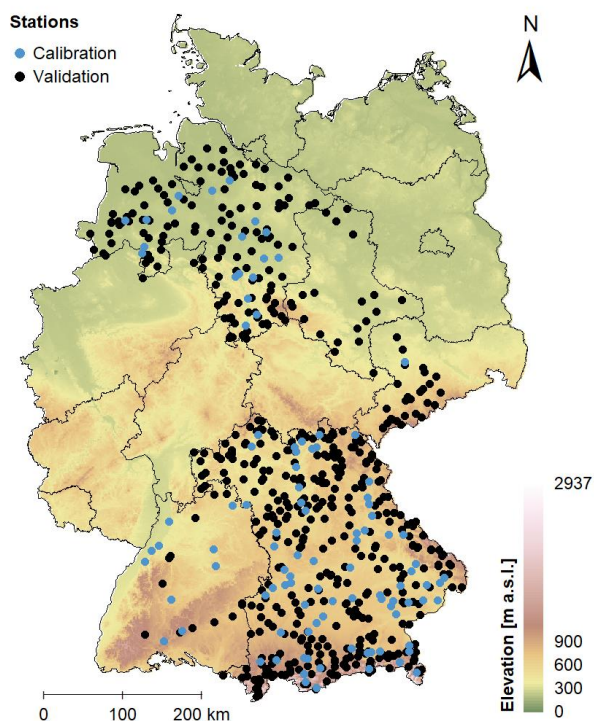 Stations
Calibration
Validation
N
2937
900
600
300
0
Elevation [m a.s.l.]
0 100 200 km